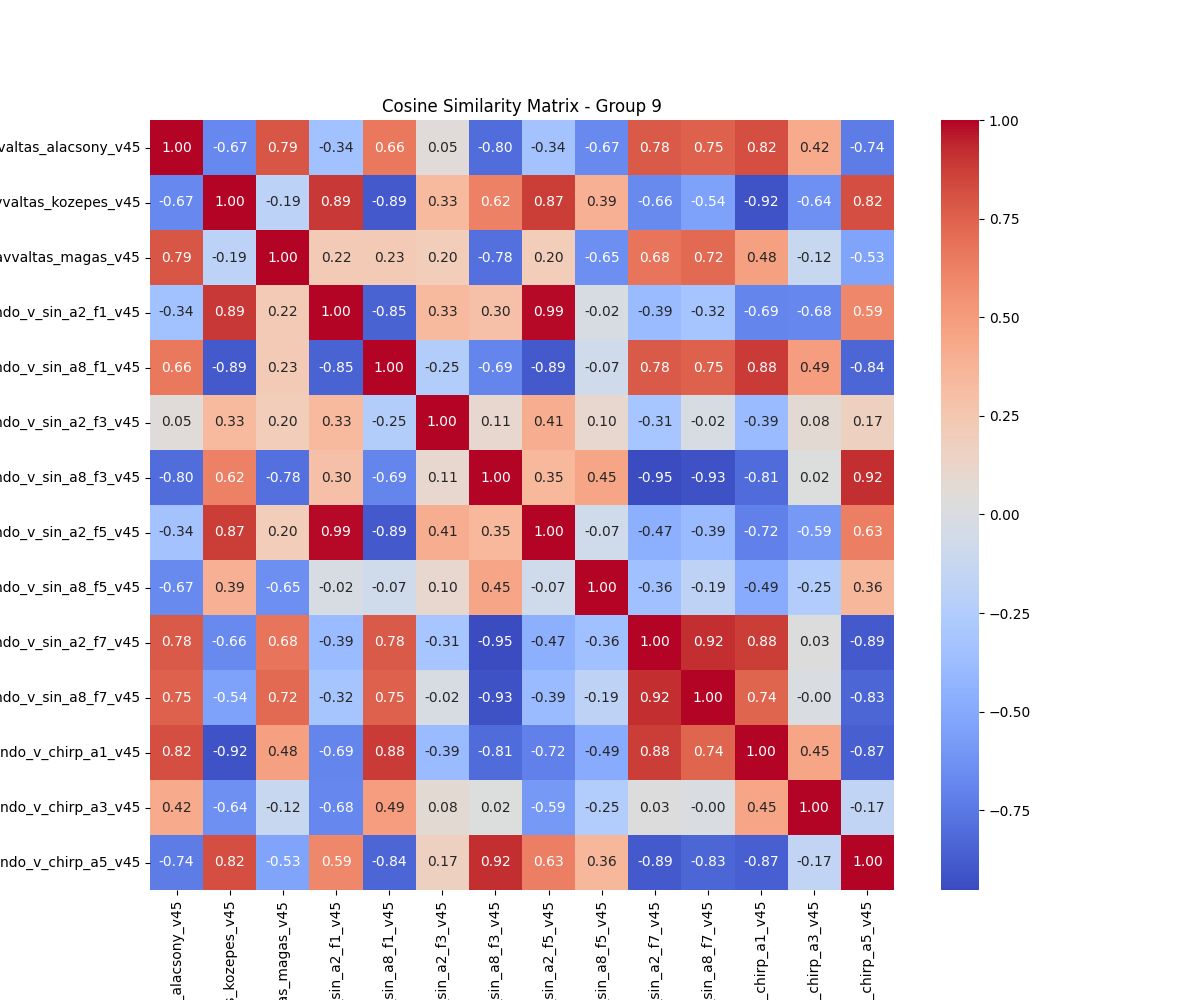 Cosine Similarity Matrix - Group 9
valtas_alacsony_v45 1.00 -0.67 0.79 -0.34 0.66 0.05 -0.80 -0.34 -0.67 0.78 0.75 0.82 0.42 -0.74
vvaltas_kozepes_v45 -0.67 1.00 -0.19 0.89 -0.89 0.33 0.62 0.87 0.39 -0.66 -0.54 -0.92 -0.64 0.82
avvaltas_magas_v45 0.79 -0.19 1.00 0.22 0.23 0.20 -0.78 0.20 -0.65 0.68 0.72 0.48 -0.12 -0.53
ndo_v_sin_a2_f1_v45 -0.34 0.89 0.22 1.00 -0.85 0.33 0.30 0.99 -0.02 -0.39 -0.32 -0.69 -0.68 0.59
ndo_v_sin_a8_f1_v45 0.66 -0.89 0.23 -0.85 1.00 -0.25 -0.69 -0.89 -0.07 0.78 0.75 0.88 0.49 -0.84
ndo_v_sin_a2_f3_v45 0.05 0.33 0.20 0.33 -0.25 1.00 0.11 0.41 0.10 -0.31 -0.02 -0.39 0.08 0.17
ndo_v_sin_a8_f3_v45 -0.80 0.62 -0.78 0.30 -0.69 0.11 1.00 0.35 0.45 -0.95 -0.93 -0.81 0.02 0.92
ndo_v_sin_a2_f5_v45 -0.34 0.87 0.20 0.99 -0.89 0.41 0.35 1.00 -0.07 -0.47 -0.39 -0.72 -0.59 0.63
ndo_v_sin_a8_f5_v45 -0.67 0.39 -0.65 -0.02 -0.07 0.10 0.45 -0.07 1.00 -0.36 -0.19 -0.49 -0.25 0.36
ndo_v_sin_a2_f7_v45 0.78 -0.66 0.68 -0.39 0.78 -0.31 -0.95 -0.47 -0.36 1.00 0.92 0.88 0.03 -0.89
ndo_v_sin_a8_f7_v45 0.75 -0.54 0.72 -0.32 0.75 -0.02 -0.93 -0.39 -0.19 0.92 1.00 0.74 -0.00 -0.83
ndo_v_chirp_a1_v45 0.82 -0.92 0.48 -0.69 0.88 -0.39 -0.81 -0.72 -0.49 0.88 0.74 1.00 0.45 -0.87
ndo_v_chirp_a3_v45 0.42 -0.64 -0.12 -0.68 0.49 0.08 0.02 -0.59 -0.25 0.03 -0.00 0.45 1.00 -0.17
ndo_v_chirp_a5_v45 -0.74 0.82 -0.53 0.59 -0.84 0.17 0.92 0.63 0.36 -0.89 -0.83 -0.87 -0.17 1.00
_alacsony_v45
s_kozepes_v45
as_magas_v45
sin_a2_f1_v45
sin_a8_f1_v45
sin_a2_f3_v45
sin_a8_f3_v45
sin_a2_f5_v45
sin_a8_f5_v45
sin_a2_f7_v45
sin_a8_f7_v45
_chirp_a1_v45
_chirp_a3_v45
_chirp_a5_v45
1.00
0.75
0.50
0.25
0.00
−0.25
−0.50
−0.75